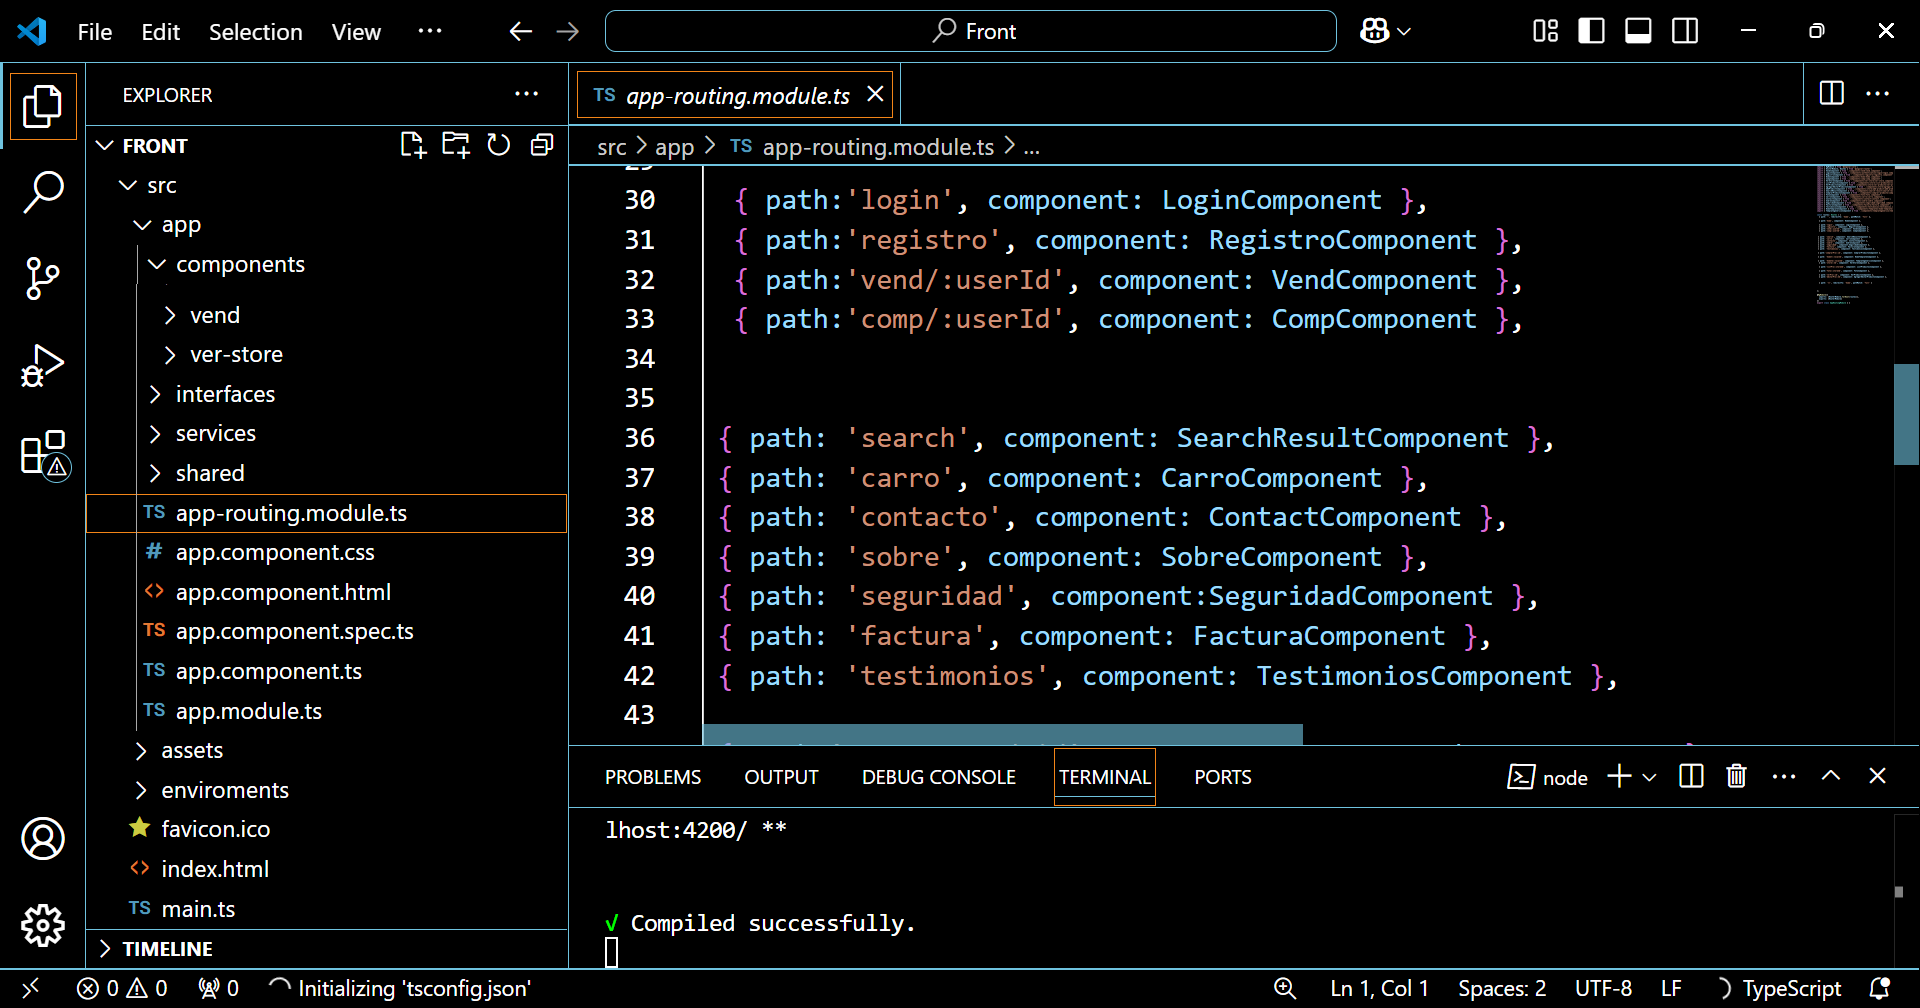 File Edit Selection View ··· Front
EXPLORER ···
FRONT
src
app
components
vend
ver-store
interfaces
services
shared
TS app-routing.module.ts
# app.component.css
<> app.component.html
TS app.component.spec.ts
TS app.component.ts
TS app.module.ts
assets
enviroments
favicon.ico
<> index.html
TS main.ts
TIMELINE
TS app-routing.module.ts
src > app > TS app-routing.module.ts > ...
30 { path:'login', component: LoginComponent },
31 { path:'registro', component: RegistroComponent },
32 { path:'vend/:userId', component: VendComponent },
33 { path:'comp/:userId', component: CompComponent },
34
35
36 { path: 'search', component: SearchResultComponent },
37 { path: 'carro', component: CarroComponent },
38 { path: 'contacto', component: ContactComponent },
39 { path: 'sobre', component: SobreComponent },
40 { path: 'seguridad', component:SeguridadComponent },
41 { path: 'factura', component: FacturaComponent },
42 { path: 'testimonios', component: TestimoniosComponent },
43
PROBLEMS OUTPUT DEBUG CONSOLE TERMINAL PORTS node ···
lhost:4200/ **
√ Compiled successfully.
0 0 0 Initializing 'tsconfig.json' Ln 1, Col 1 Spaces: 2 UTF-8 LF TypeScript